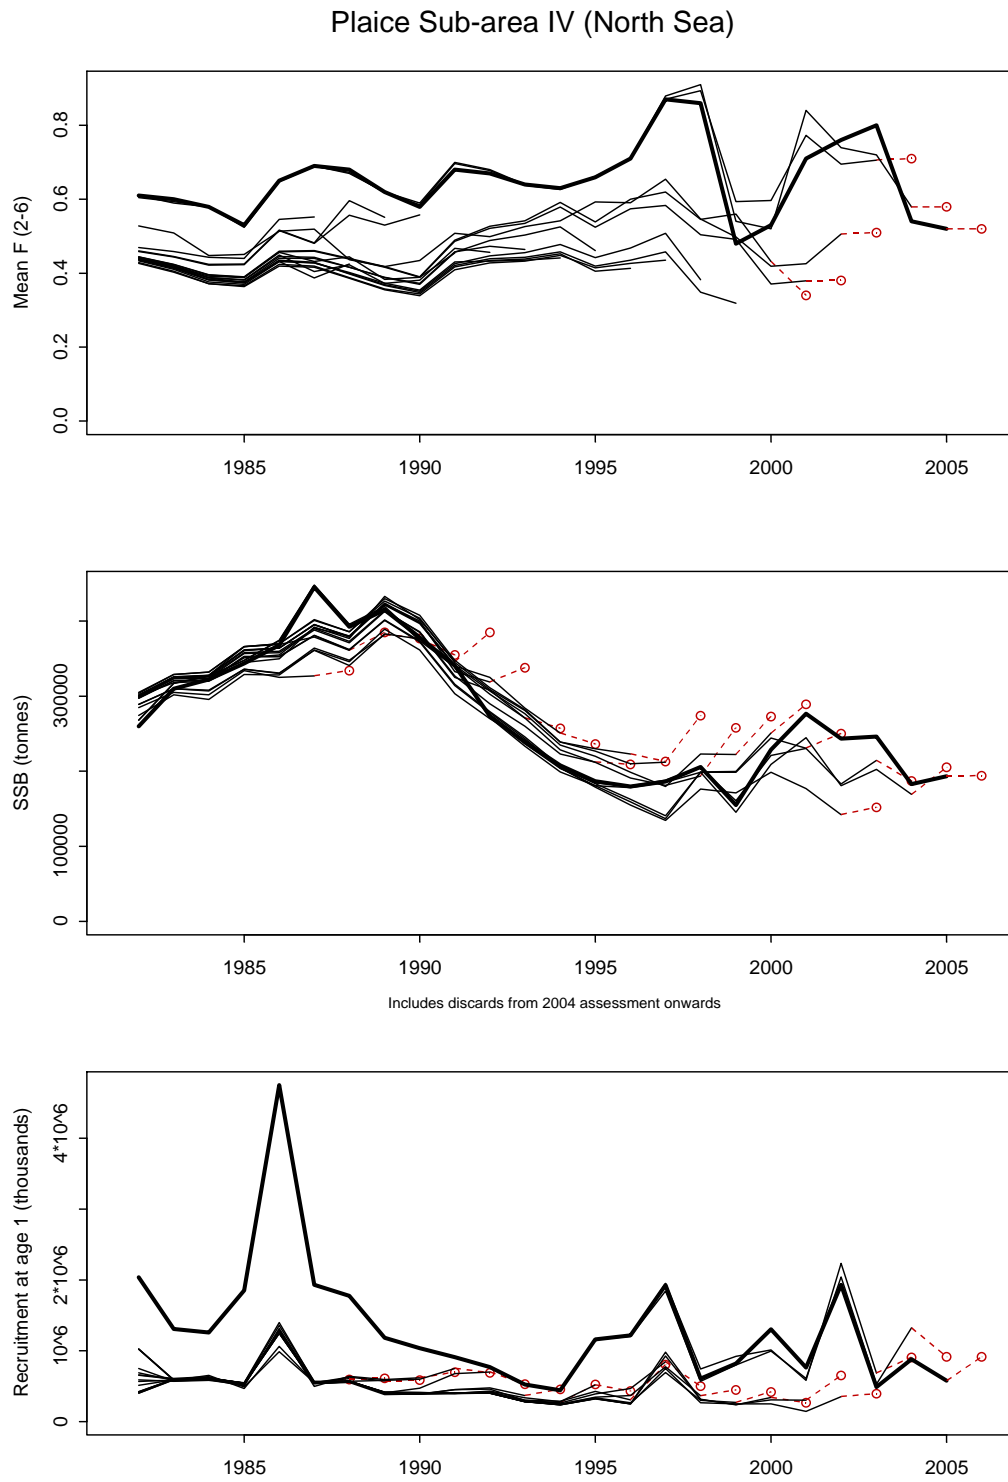 Plaice Sub-area IV (North Sea)
Mean F (2-6)
0.8
0.6
0.4
0.2
0.0
1985 1990 1995 2000 2005
SSB (tonnes)
300000
100000
0
1985 1990 1995 2000 2005
Includes discards from 2004 assessment onwards
Recruitment at age 1 (thousands)
4*10^6
2*10^6
10^6
0
1985 1990 1995 2000 2005